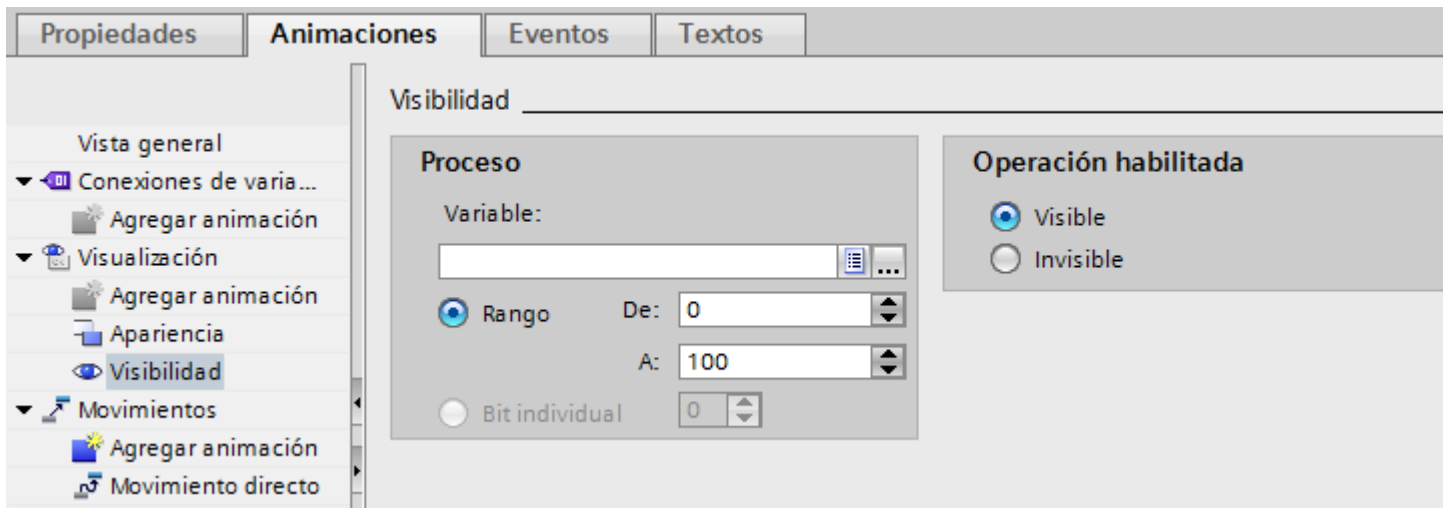 Propiedades Animaciones Eventos Textos
Vista general
Conexiones de varia...
Agregar animación
Visualización
Agregar animación
Apariencia
Visibilidad
Movimientos
Agregar animación
Movimiento directo
Visibilidad
Proceso
Variable:
...
Rango De: 0
A: 100
Bit individual 0
Operación habilitada
Visible
Invisible